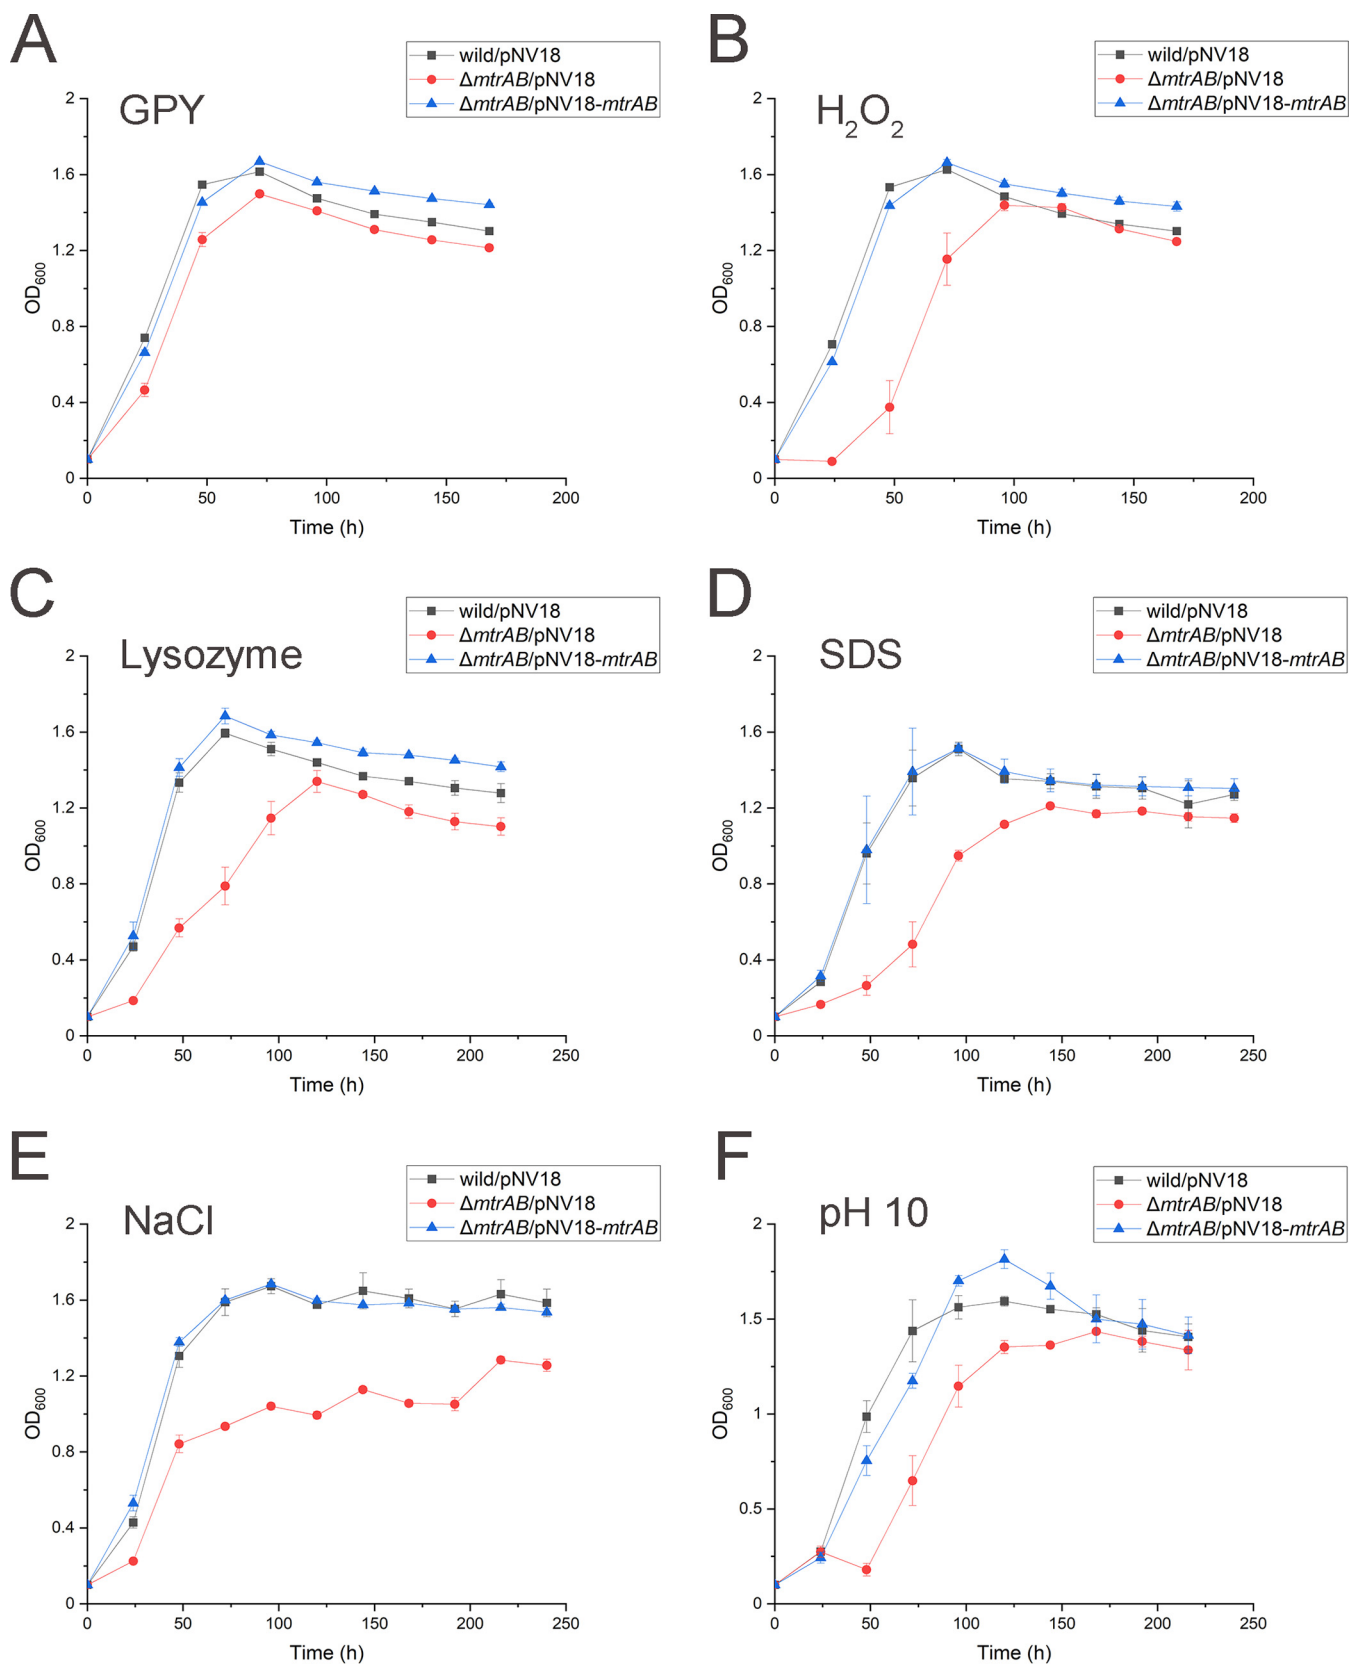 A
GPY
wild/pNV18
ΔmtrAB/pNV18
ΔmtrAB/pNV18-mtrAB
2
1.6
1.2
0.8
0.4
0
OD600
0 50 100 150 200
Time (h)
B
H2O2
wild/pNV18
ΔmtrAB/pNV18
ΔmtrAB/pNV18-mtrAB
2
1.6
1.2
0.8
0.4
0
OD600
0 50 100 150 200
Time (h)
C
Lysozyme
wild/pNV18
ΔmtrAB/pNV18
ΔmtrAB/pNV18-mtrAB
2
1.6
1.2
0.8
0.4
0
OD600
0 50 100 150 200 250
Time (h)
D
SDS
wild/pNV18
ΔmtrAB/pNV18
ΔmtrAB/pNV18-mtrAB
2
1.6
1.2
0.8
0.4
0
OD600
0 50 100 150 200 250
Time (h)
E
NaCl
wild/pNV18
ΔmtrAB/pNV18
ΔmtrAB/pNV18-mtrAB
2
1.6
1.2
0.8
0.4
0
OD600
0 50 100 150 200 250
Time (h)
F
pH 10
wild/pNV18
ΔmtrAB/pNV18
ΔmtrAB/pNV18-mtrAB
2
1.5
1
0.5
0
OD600
0 50 100 150 200 250
Time (h)